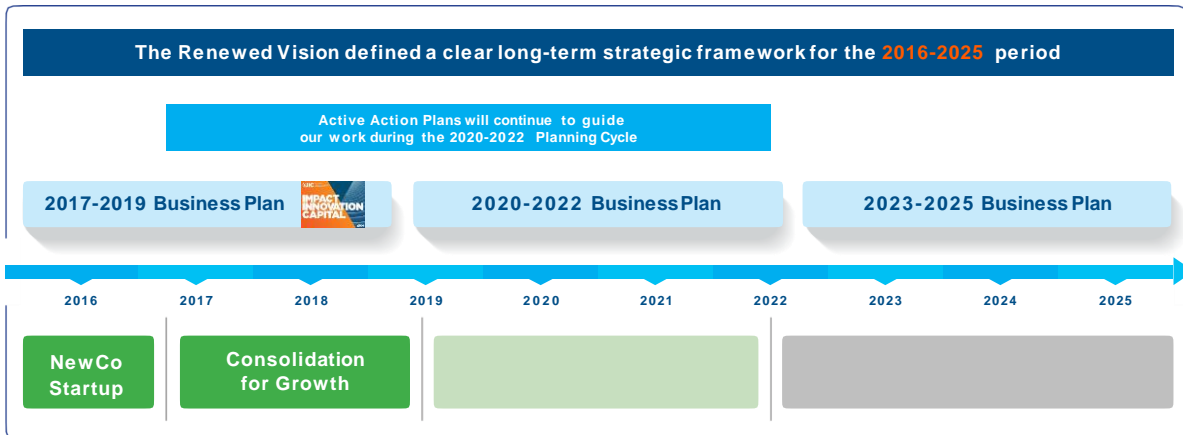 The Renewed Vision defined a clear long-term strategic framework for the 2016-2025 period
Active Action Plans will continue to guide
our work during the 2020-2022 Planning Cycle
2017-2019 Business Plan
IMPACT
INNOVATION
CAPITAL
2020-2022 Business Plan
2023-2025 Business Plan
2016 2017 2018 2019 2020 2021 2022 2023 2024 2025
NewCo
Startup
Consolidation
for Growth